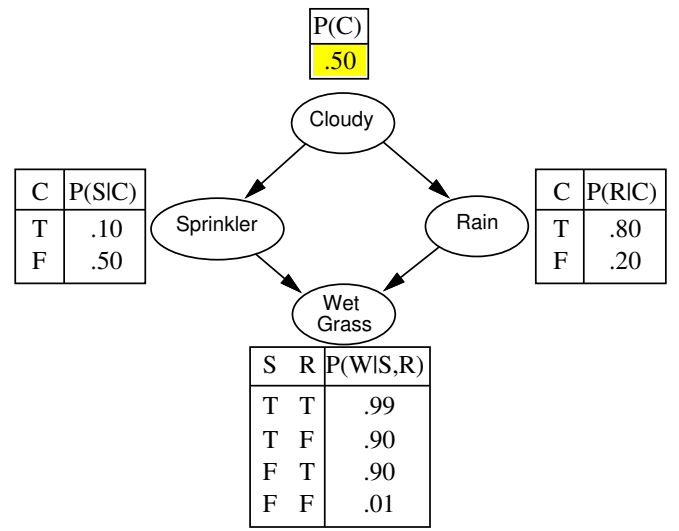 P(C)
.50
Cloudy
C P(S|C)
T .10
F .50
Sprinkler
Rain
C P(R|C)
T .80
F .20
Wet
Grass
S R P(W|S,R)
T T .99
T F .90
F T .90
F F .01